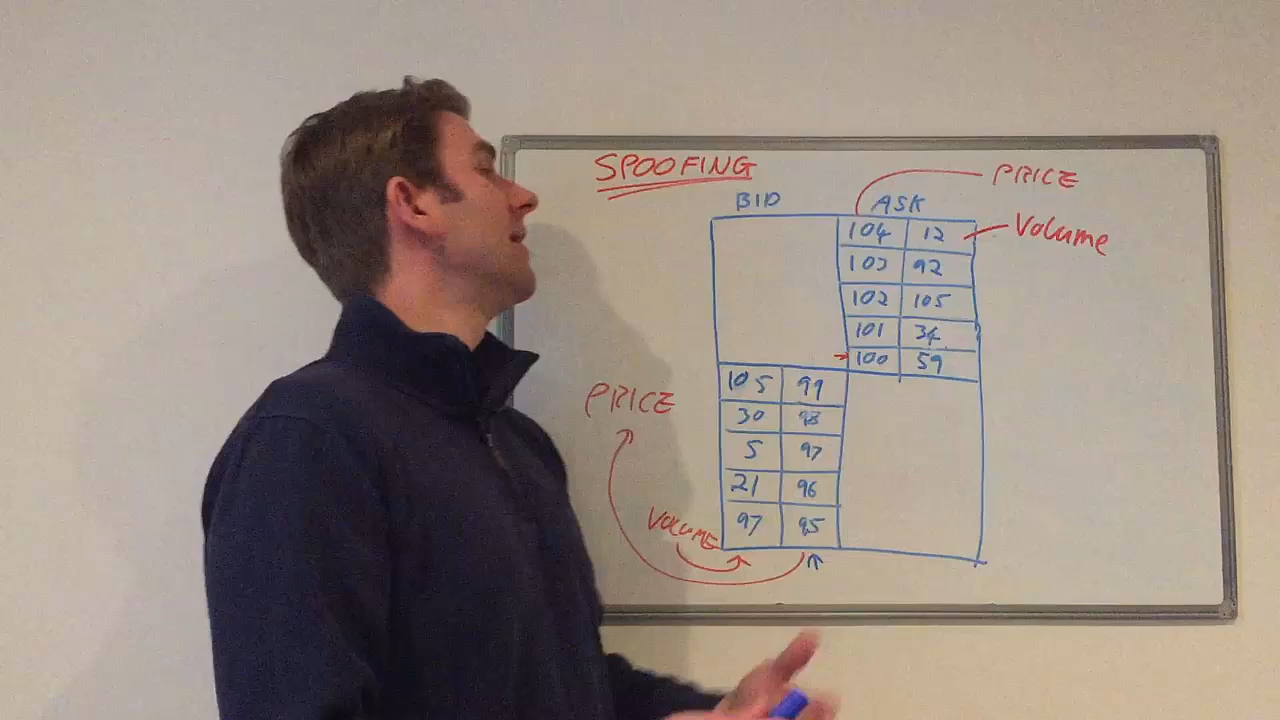 SPOOFING
PRICE
BID ASK
Volume
104 12
103 92
102 105
101 34
100 59
105 99
PRICE
30 98
5 97
21 96
97 95
VOLUME